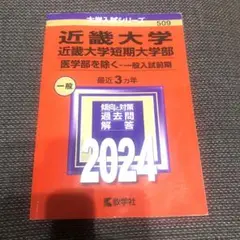 大学入試シリーズ
509
近畿大学
近畿大学短期大学部
医学部を除く－一般入試前期
一般
最近3カ年
傾向と対策
過去問
解答
2024
教学社